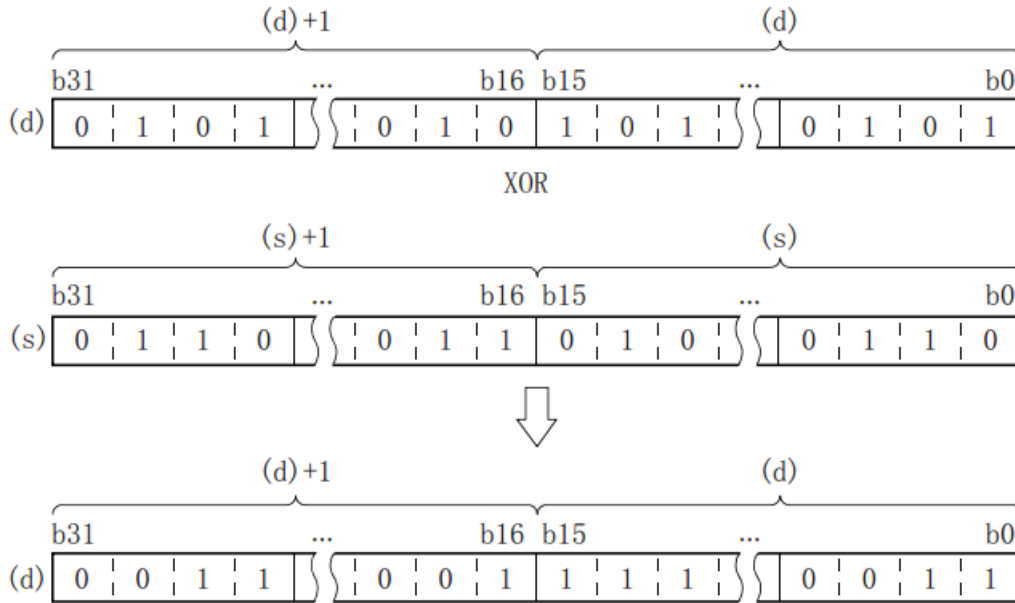 (d)+1 (d)
b31 ... b16 b15 ... b0
(d) 0 1 0 1 0 1 0 1 0 1 0 1 0 1
XOR
(s)+1 (s)
b31 ... b16 b15 ... b0
(s) 0 1 1 0 0 1 1 0 1 0 0 1 1 0
(d)+1 (d)
b31 ... b16 b15 ... b0
(d) 0 0 1 1 0 0 1 1 1 1 0 0 1 1